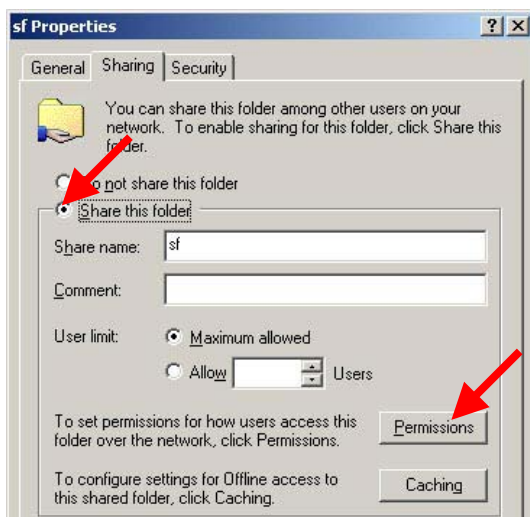 sf Properties
? X
General Sharing Security
You can share this folder among other users on your
network. To enable sharing for this folder, click Share this
folder.
Do not share this folder
Share this folder
Share name: sf
Comment:
User limit: Maximum allowed
Allow Users
To set permissions for how users access this
folder over the network, click Permissions.
Permissions
To configure settings for Offline access to
this shared folder, click Caching.
Caching